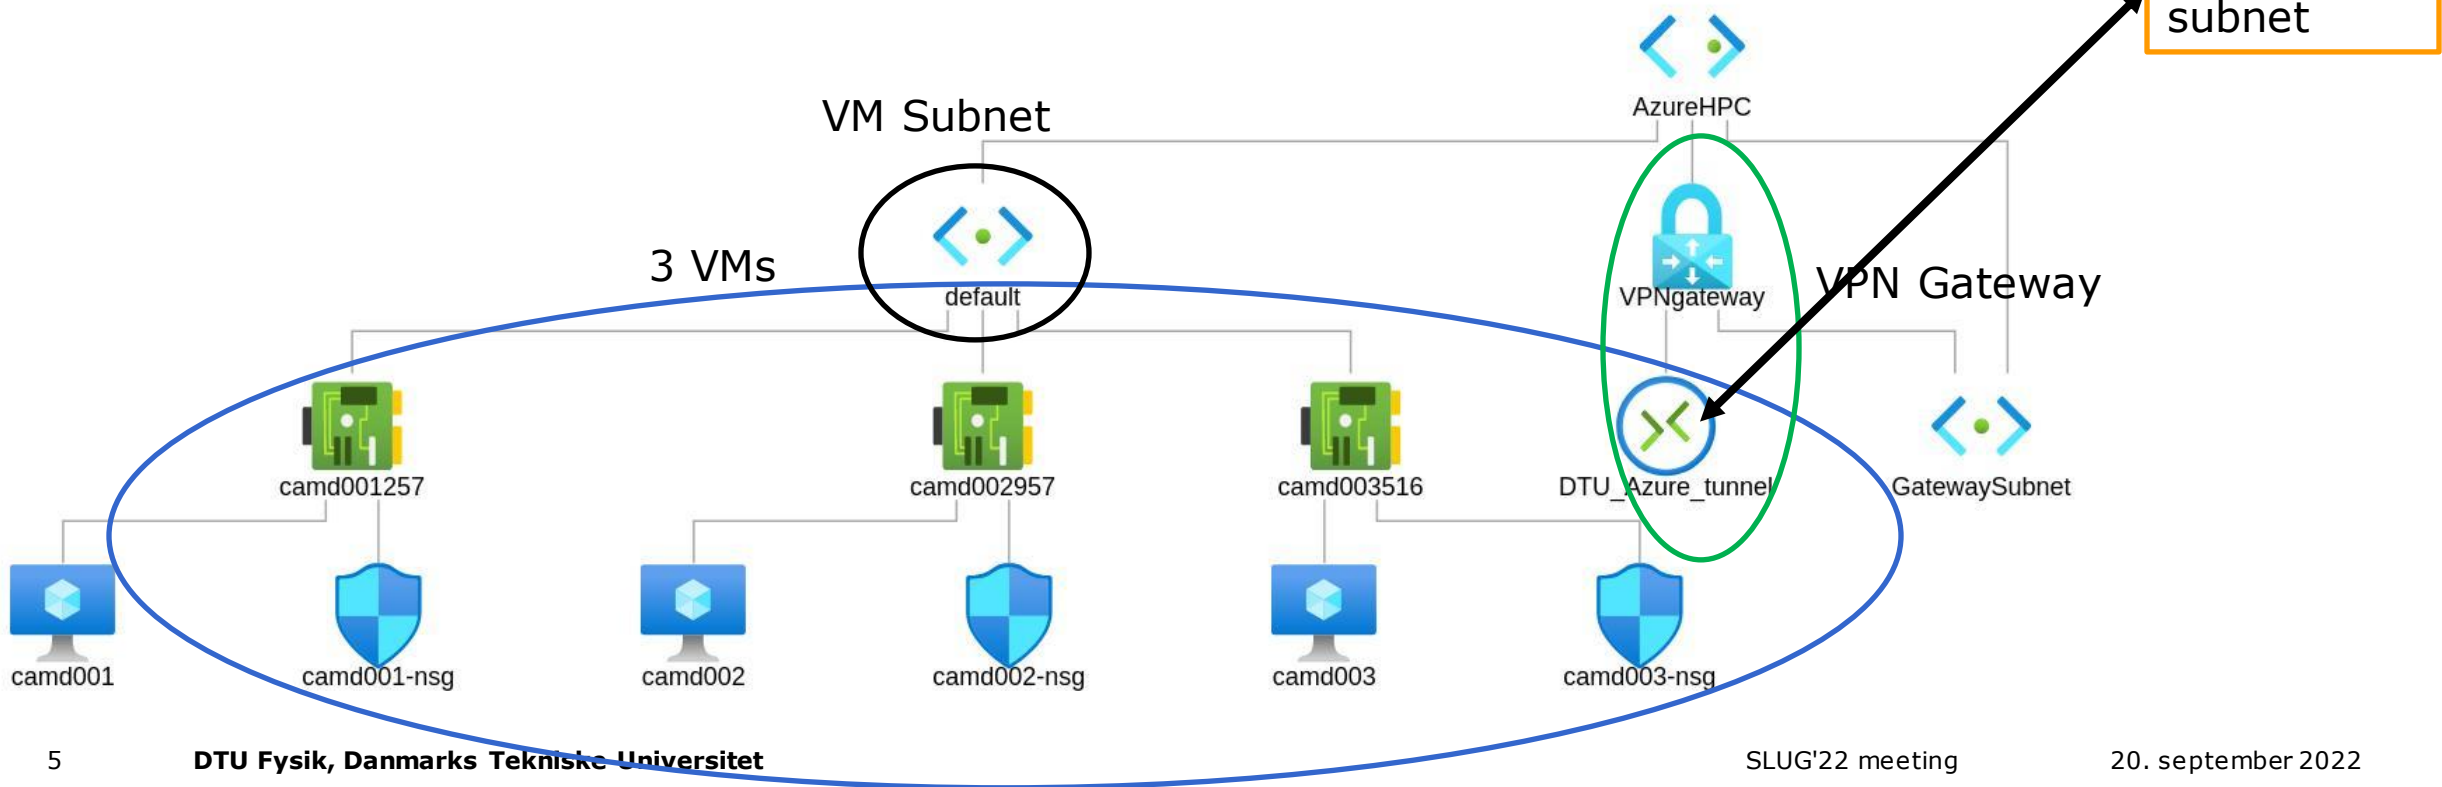 subnet
AzureHPC
VM Subnet
3 VMs
default
VPNgateway
VPN Gateway
camd001257
camd002957
camd003516
DTU_Azure_tunnel
GatewaySubnet
camd001
camd001-nsg
camd002
camd002-nsg
camd003
camd003-nsg
5 DTU Fysik, Danmarks Tekniske Universitet SLUG'22 meeting 20. september 2022